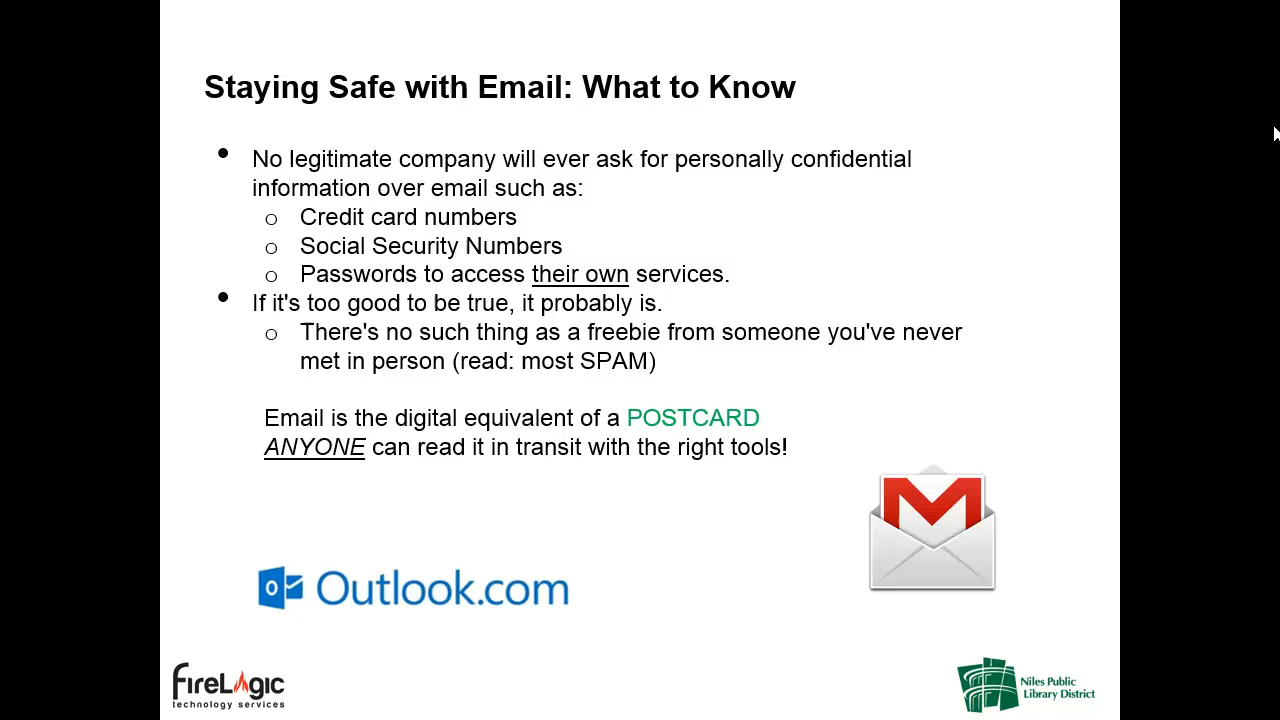 Staying Safe with Email: What to Know
• No legitimate company will ever ask for personally confidential
information over email such as:
o Credit card numbers
o Social Security Numbers
o Passwords to access their own services.
• If it's too good to be true, it probably is.
o There's no such thing as a freebie from someone you've never
met in person (read: most SPAM)
Email is the digital equivalent of a POSTCARD
ANYONE can read it in transit with the right tools!
M
o Outlook.com
fireLogic
technology services
Niles Public
Library District